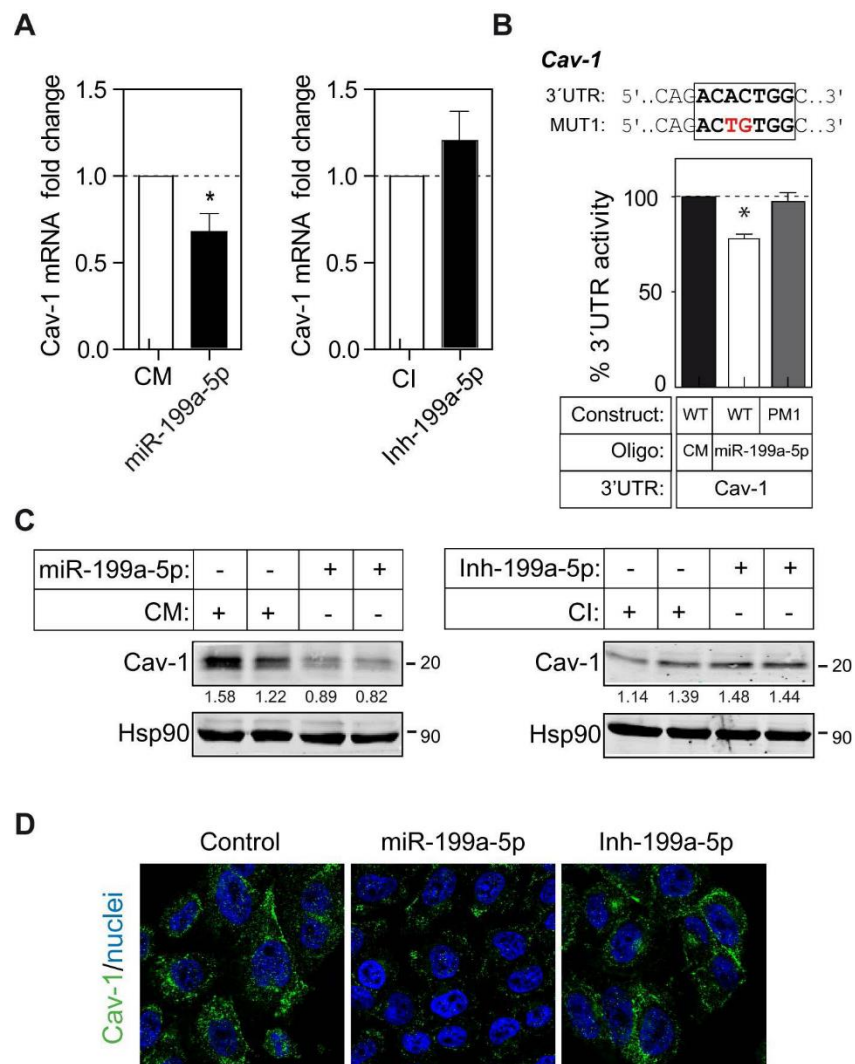 A
Cav-1 mRNA fold change
1.5
1.0
0.5
0.0
*
CM
miR-199a-5p
Cav-1 mRNA fold change
1.5
1.0
0.5
0.0
CI
Inh-199a-5p
B
Cav-1
3´UTR: 5'..CAGACACTGGC..3'
MUT1: 5'..CAGACTGTGGC..3'
% 3´UTR activity
100
50
0
*
Construct: WT WT PM1
Oligo: CM miR-199a-5p
3’UTR: Cav-1
C
miR-199a-5p: - - + +
CM: + + - -
Cav-1 20
1.58 1.22 0.89 0.82
Hsp90 90
Inh-199a-5p: - - + +
CI: + + - -
Cav-1 20
1.14 1.39 1.48 1.44
Hsp90 90
D
Control miR-199a-5p Inh-199a-5p
Cav-1/nuclei